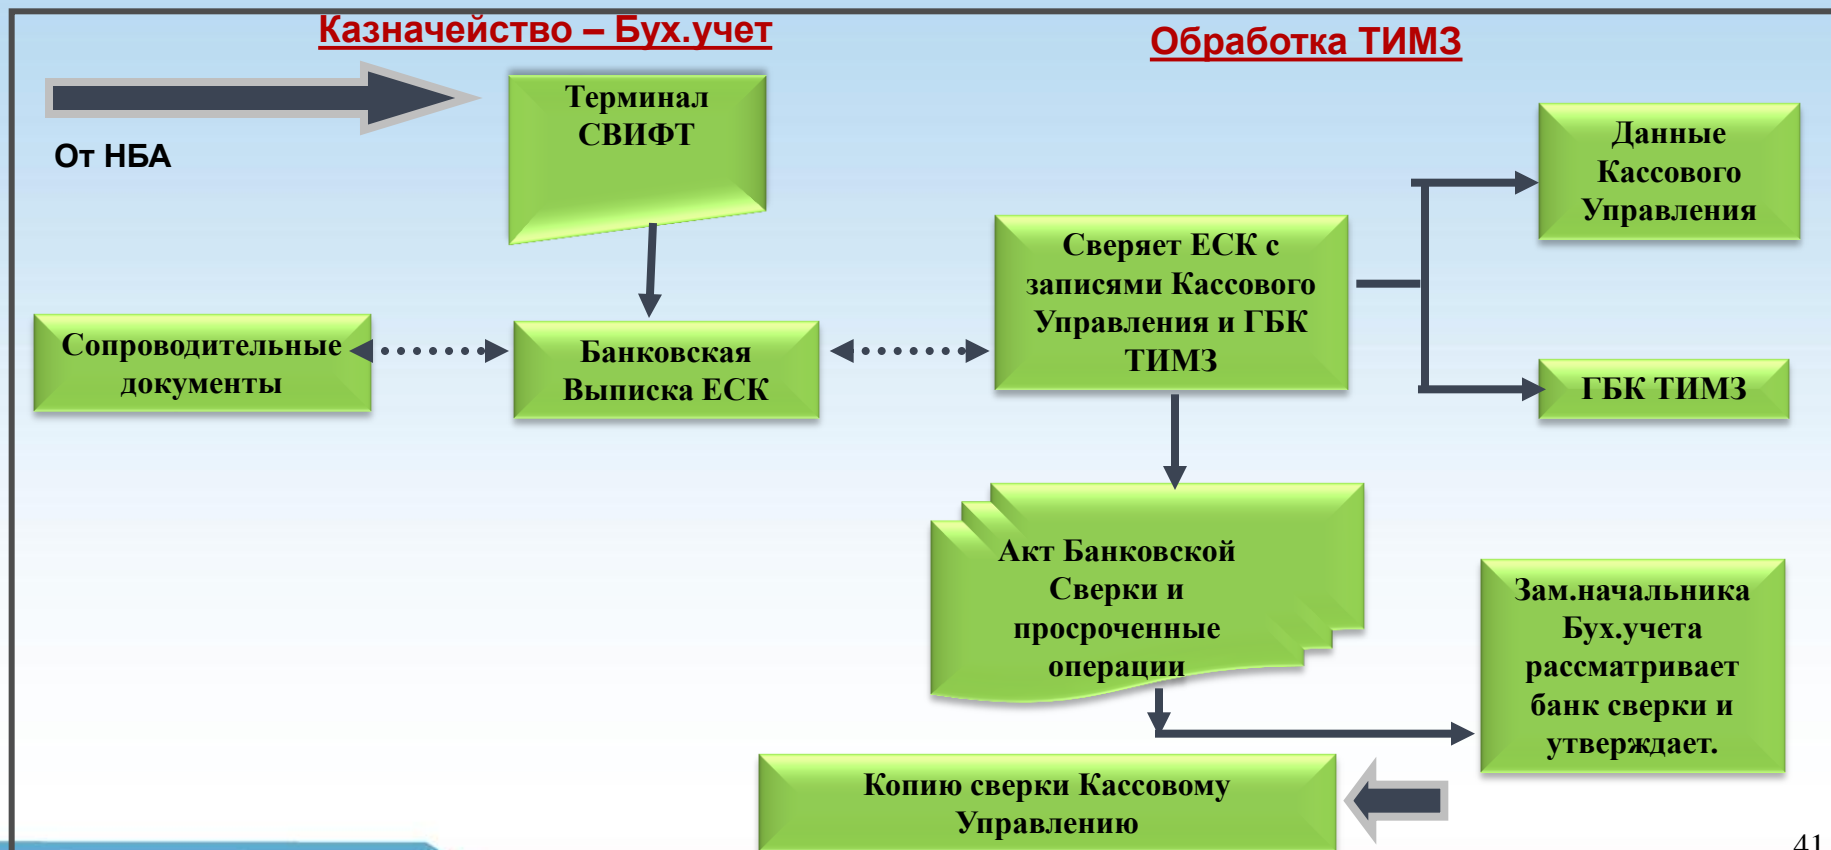 Казначейство – Бух.учет
Обработка ТИМЗ
От НБА
Терминал
СВИФТ
Данные
Кассового
Управления
Сверяет ЕСК с
записями Кассового
Управления и ГБК
ТИМЗ
Сопроводительные
документы
Банковская
Выписка ЕСК
ГБК ТИМЗ
Акт Банковской
Сверки и
просроченные
операции
Зам.начальника
Бух.учета
рассматривает
банк сверки и
утверждает.
Копию сверки Кассовому
Управлению
41